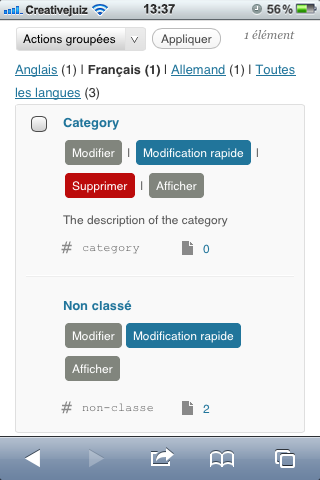 Creativejuiz 13:37 56 %
Actions groupées Appliquer 1 élément
Anglais (1) | Français (1) | Allemand (1) | Toutes
les langues (3)
Category
Modifier | Modification rapide |
Supprimer | Afficher
The description of the category
# category 0
Non classé
Modifier Modification rapide
Afficher
# non-classe 2